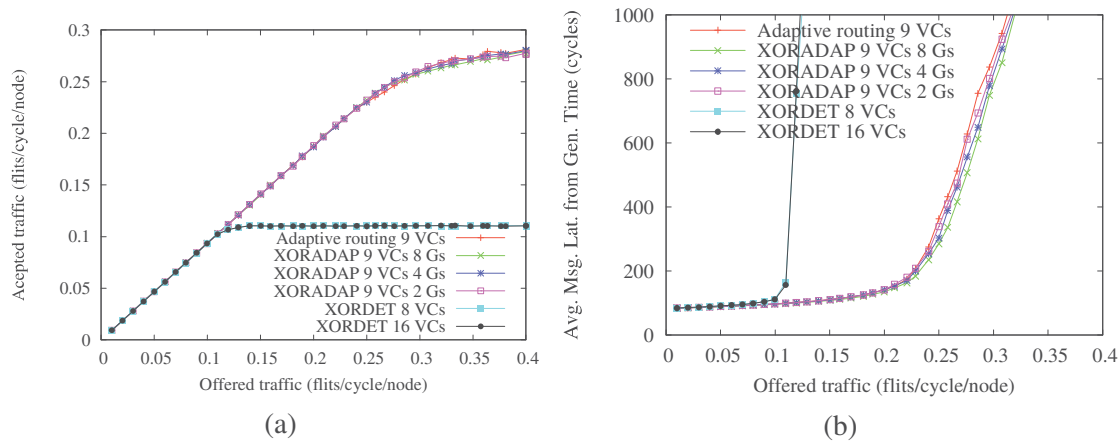 0.3
0.25
0.2
0.15
0.1
0.05
0
Acepted traffic (flits/cycle/node)
Adaptive routing 9 VCs
XORADAP 9 VCs 8 Gs
XORADAP 9 VCs 4 Gs
XORADAP 9 VCs 2 Gs
XORDET 8 VCs
XORDET 16 VCs
0 0.05 0.1 0.15 0.2 0.25 0.3 0.35 0.4
Offered traffic (flits/cycle/node)
(a)
1000
800
600
400
200
0
Avg. Msg. Lat. from Gen. Time (cycles)
Adaptive routing 9 VCs
XORADAP 9 VCs 8 Gs
XORADAP 9 VCs 4 Gs
XORADAP 9 VCs 2 Gs
XORDET 8 VCs
XORDET 16 VCs
0 0.05 0.1 0.15 0.2 0.25 0.3 0.35 0.4
Offered traffic (flits/cycle/node)
(b)